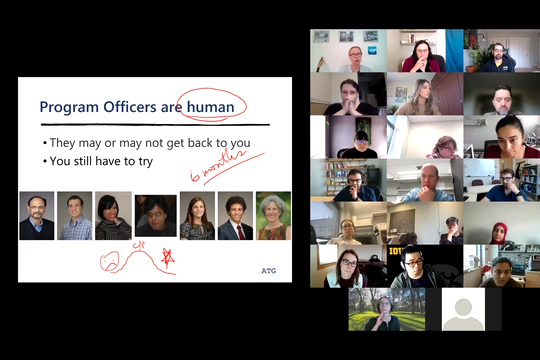 Program Officers are human
• They may or may not get back to you
• You still have to try
6 months
ATG